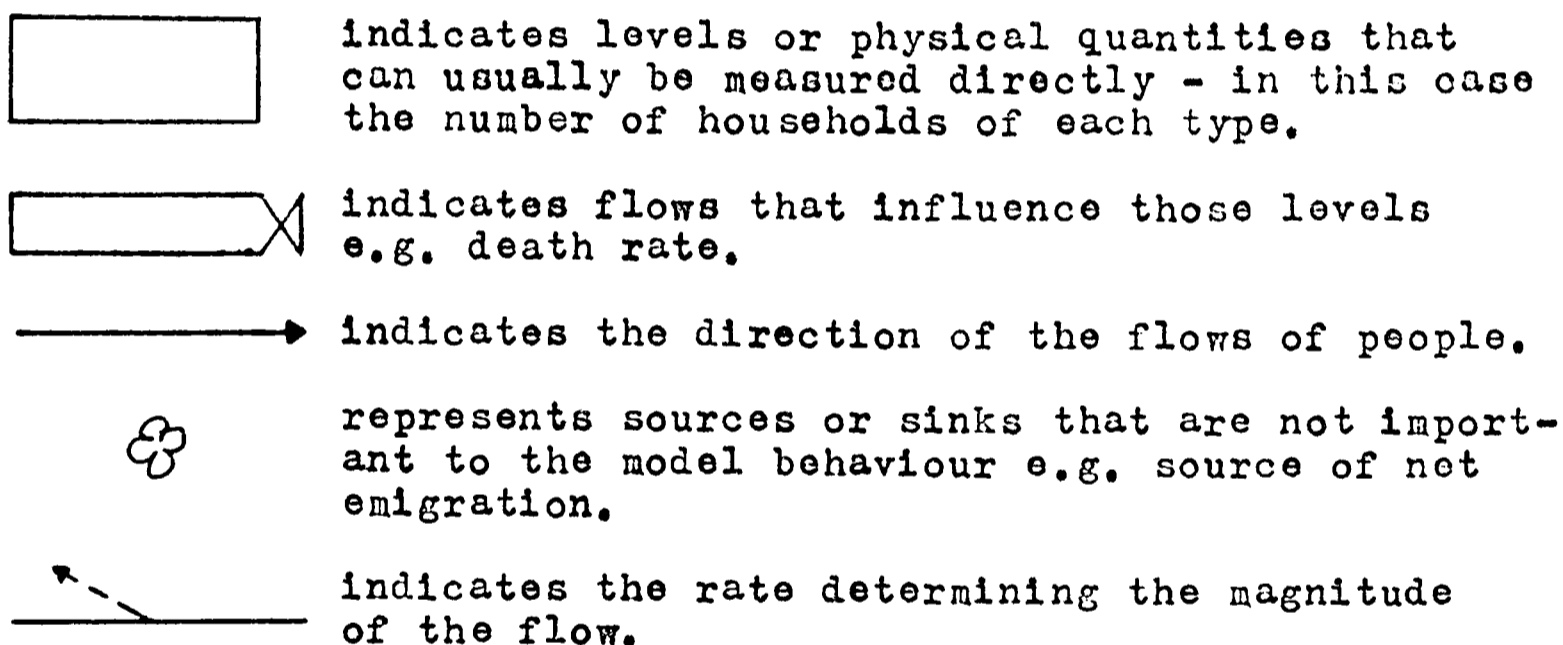 indicates levels or physical quantities that
can usually be measured directly - in this case
the number of households of each type.
indicates flows that influence those levels
e.g. death rate.
indicates the direction of the flows of people.
represents sources or sinks that are not import-
ant to the model behaviour e.g. source of net
emigration.
indicates the rate determining the magnitude
of the flow.